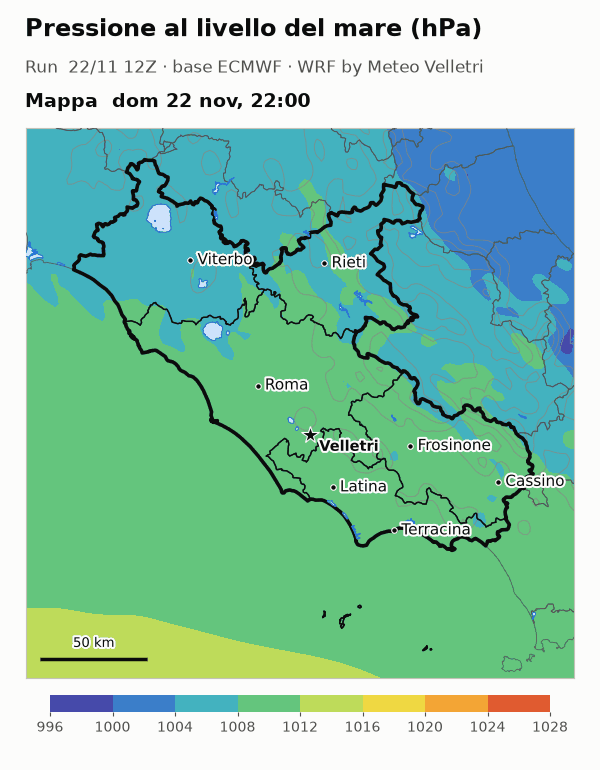 Pressione al livello del mare (hPa)
Run  22/11 12Z · base ECMWF · WRF by Meteo Velletri
Mappa  dom 22 nov, 22:00
Viterbo
Rieti
Roma
Velletri
Frosinone
Latina
Cassino
Terracina
50 km
996 1000 1004 1008 1012 1016 1020 1024 1028